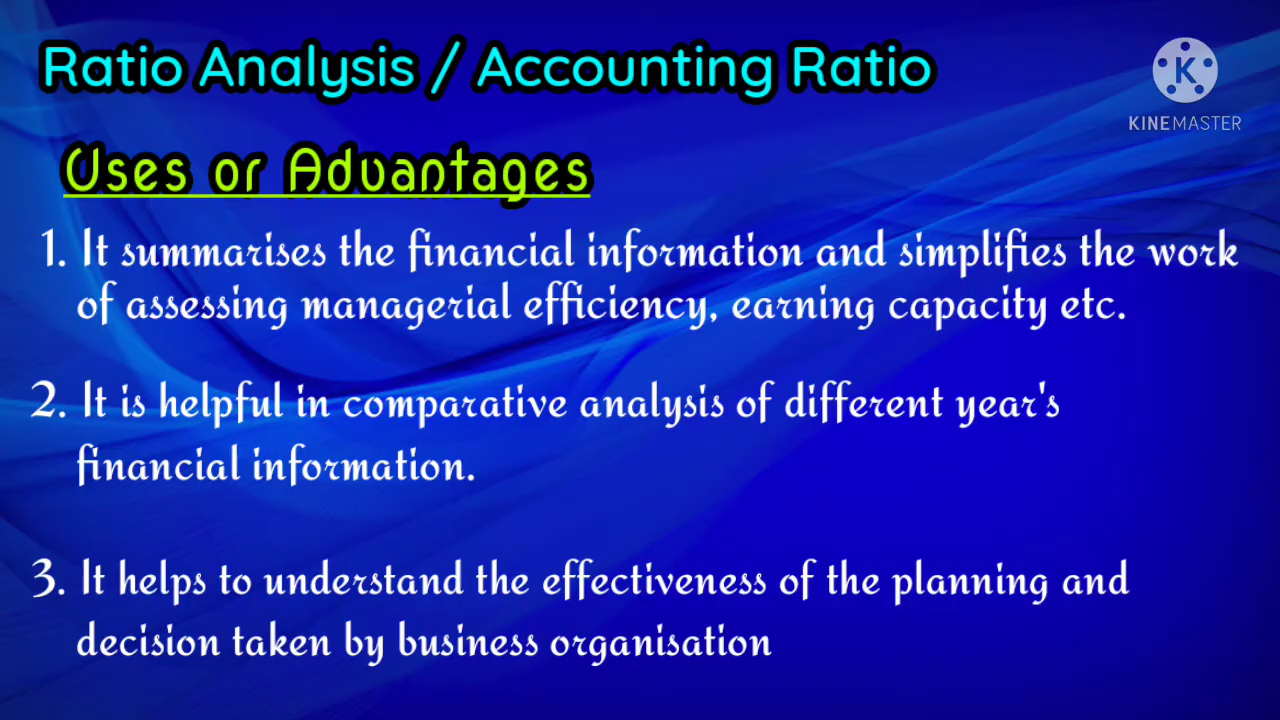 Ratio Analysis / Accounting Ratio
KINEMASTER
Uses or Advantages
1. It summarises the financial information and simplifies the work
of assessing managerial efficiency, earning capacity etc.
2. It is helpful in comparative analysis of different year's
financial information.
3. It helps to understand the effectiveness of the planning and
decision taken by business organisation